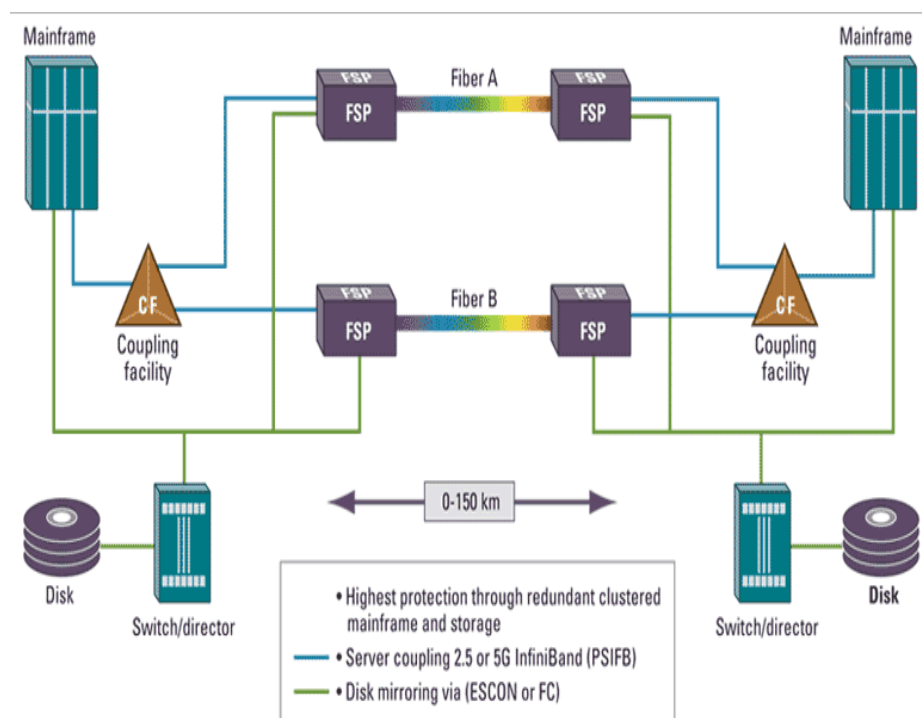 Mainframe
Mainframe
FSP
FSP
Fiber A
FSP
FSP
FSP
FSP
Fiber B
FSP
FSP
CF
CF
Coupling
facility
Coupling
facility
0-150 km
Disk
Switch/director
Switch/director
Disk
• Highest protection through redundant clustered
mainframe and storage
• Server coupling 2.5 or 5G InfiniBand (PSIFB)
• Disk mirroring via (ESCON or FC)